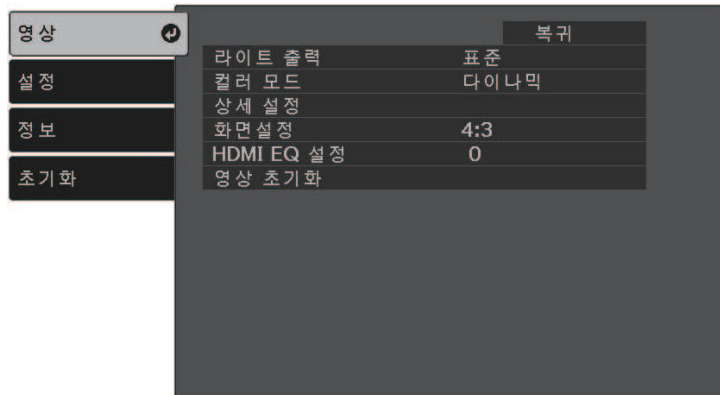 영상
설정
정보
초기화
복귀
라이트 출력 표준
컬러 모드 다이나믹
상세 설정
화면설정 4:3
HDMI EQ 설정 0
영상 초기화